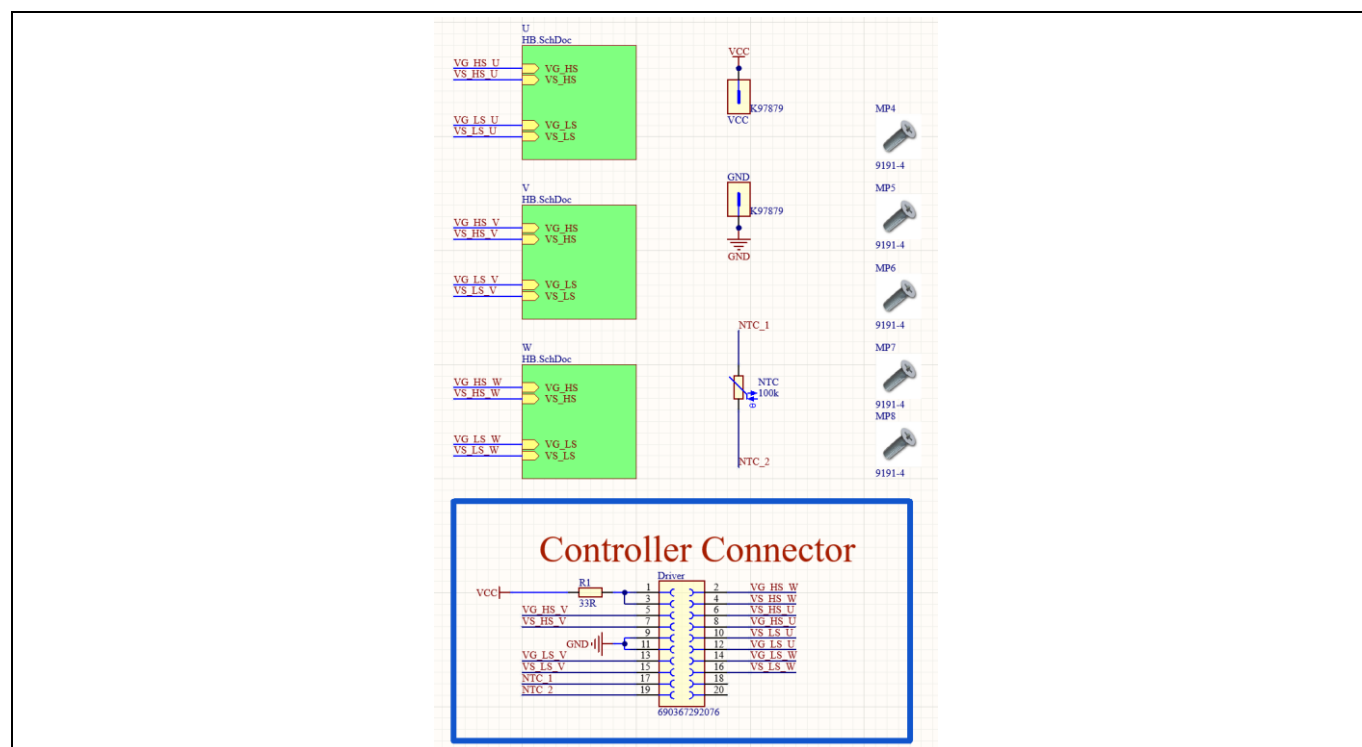 U
HB.SchDoc
VG_HS_U
VS_HS_U
VG_HS
VS_HS
VG_LS_U
VS_LS_U
VG_LS
VS_LS
V
HB.SchDoc
VG_HS_V
VS_HS_V
VG_HS
VS_HS
VG_LS_V
VS_LS_V
VG_LS
VS_LS
W
HB.SchDoc
VG_HS_W
VS_HS_W
VG_HS
VS_HS
VG_LS_W
VS_LS_W
VG_LS
VS_LS
VCC
K97879
VCC
GND
K97879
GND
NTC_1
NTC
100k
NTC_2
MP4
9191-4
MP5
9191-4
MP6
9191-4
MP7
9191-4
MP8
9191-4
Controller Connector
Driver
VCC R1 1 2 VG_HS_W
33R 3 4 VS_HS_W
VG_HS_V 5 6 VS_HS_U
VS_HS_V 7 8 VG_HS_U
9 10 VS_LS_U
GND 11 12 VG_LS_U
VG_LS_V 13 14 VG_LS_W
VS_LS_V 15 16 VS_LS_W
NTC_1 17 18
NTC_2 19 20
690367292076